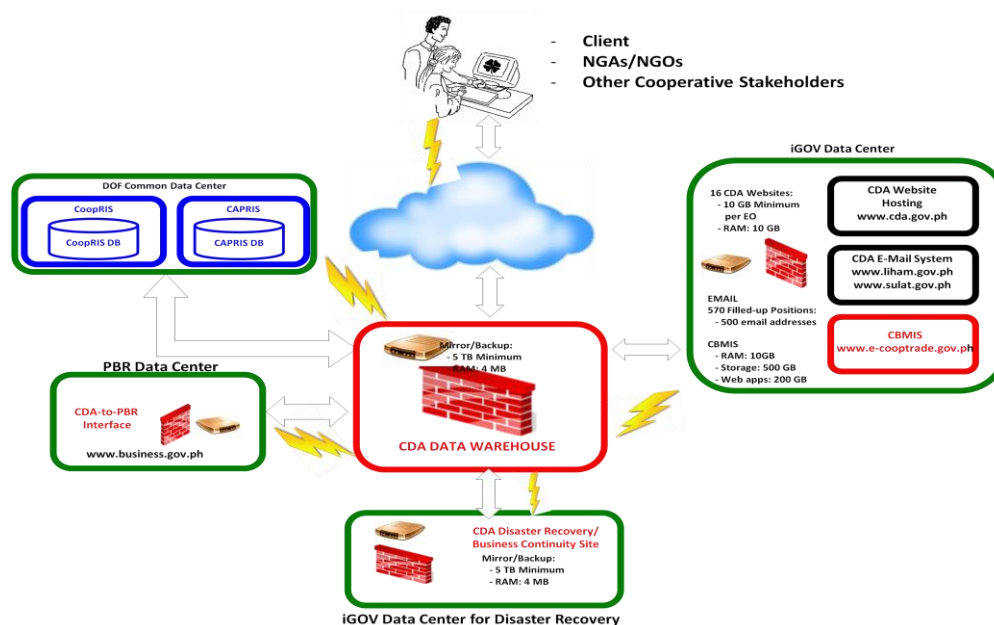 - Client
- NGAs/NGOs
- Other Cooperative Stakeholders
iGOV Data Center
DOF Common Data Center
CoopRIS
CoopRIS DB
CAPRIS
CAPRIS DB
16 CDA Websites:
- 10 GB Minimum
per EO
- RAM: 10 GB
EMAIL
570 Filled-up Positions:
- 500 email addresses
CBMIS
- RAM: 10GB
- Storage: 500 GB
- Web apps: 200 GB
CDA Website
Hosting
www.cda.gov.ph
CDA E-Mail System
www.liham.gov.ph
www.sulat.gov.ph
CBMIS
www.e-cooptrade.gov.ph
Mirror/Backup:
- 5 TB Minimum
- RAM: 4 MB
CDA DATA WAREHOUSE
PBR Data Center
CDA-to-PBR
Interface
www.business.gov.ph
CDA Disaster Recovery/
Business Continuity Site
Mirror/Backup:
- 5 TB Minimum
- RAM: 4 MB
iGOV Data Center for Disaster Recovery